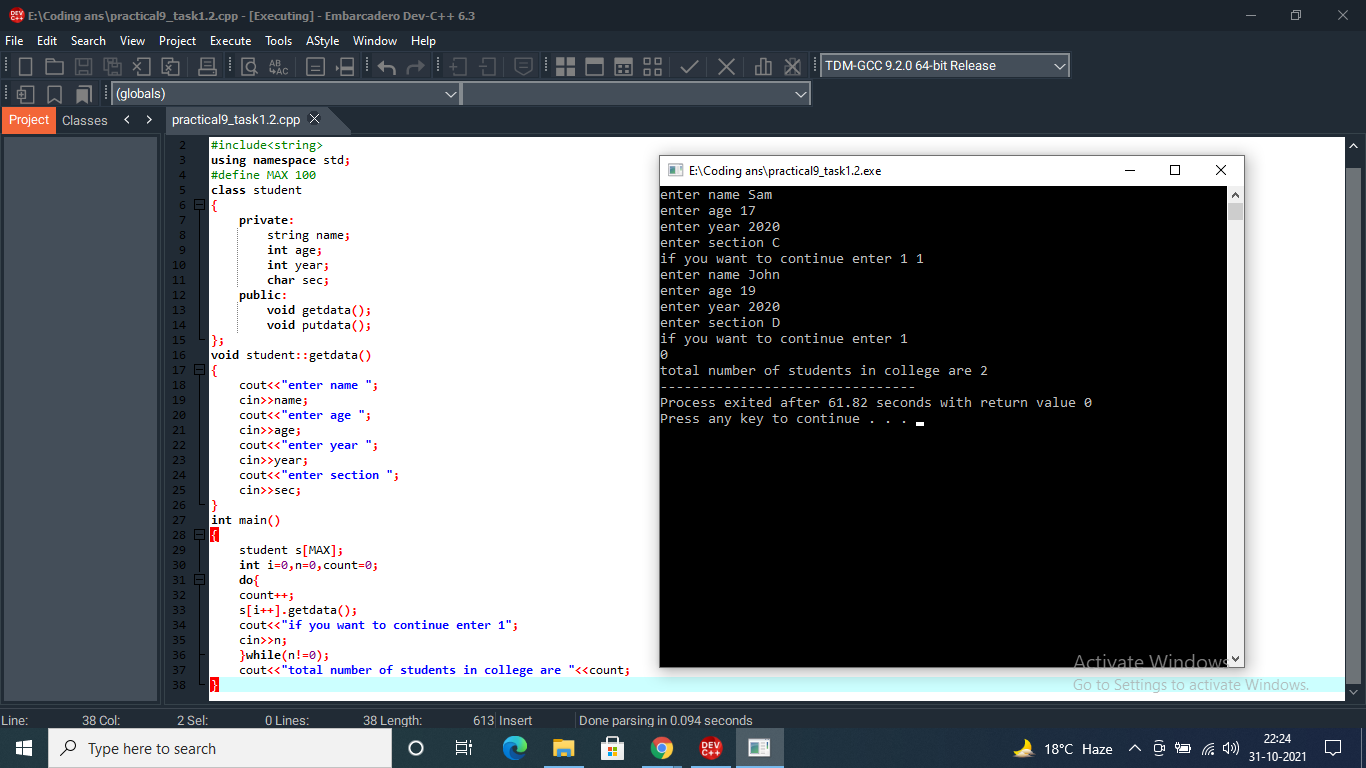 E:\Coding ans\practical9_task1.2.cpp - [Executing] - Embarcadero Dev-C++ 6.3
File Edit Search View Project Execute Tools AStyle Window Help
TDM-GCC 9.2.0 64-bit Release
(globals)
Project Classes practical9_task1.2.cpp
2 #include<string>
3 using namespace std;
4 #define MAX 100
5 class student
6 {
7 private:
8 string name;
9 int age;
10 int year;
11 char sec;
12 public:
13 void getdata();
14 void putdata();
15 };
16 void student::getdata()
17 {
18 cout<<"enter name ";
19 cin>>name;
20 cout<<"enter age ";
21 cin>>age;
22 cout<<"enter year ";
23 cin>>year;
24 cout<<"enter section ";
25 cin>>sec;
26 }
27 int main()
28 {
29 student s[MAX];
30 int i=0,n=0,count=0;
31 do{
32 count++;
33 s[i++].getdata();
34 cout<<"if you want to continue enter 1";
35 cin>>n;
36 }while(n!=0);
37 cout<<"total number of students in college are "<<count;
38 }
E:\Coding ans\practical9_task1.2.exe
enter name Sam
enter age 17
enter year 2020
enter section C
if you want to continue enter 1 1
enter name John
enter age 19
enter year 2020
enter section D
if you want to continue enter 1
0
total number of students in college are 2
--------------------------------
Process exited after 61.82 seconds with return value 0
Press any key to continue . . .
Activate Windows
Go to Settings to activate Windows.
Line: 38 Col: 2 Sel: 0 Lines: 38 Length: 613 Insert Done parsing in 0.094 seconds
Type here to search
DEV C++
18°C Haze
22:24
31-10-2021